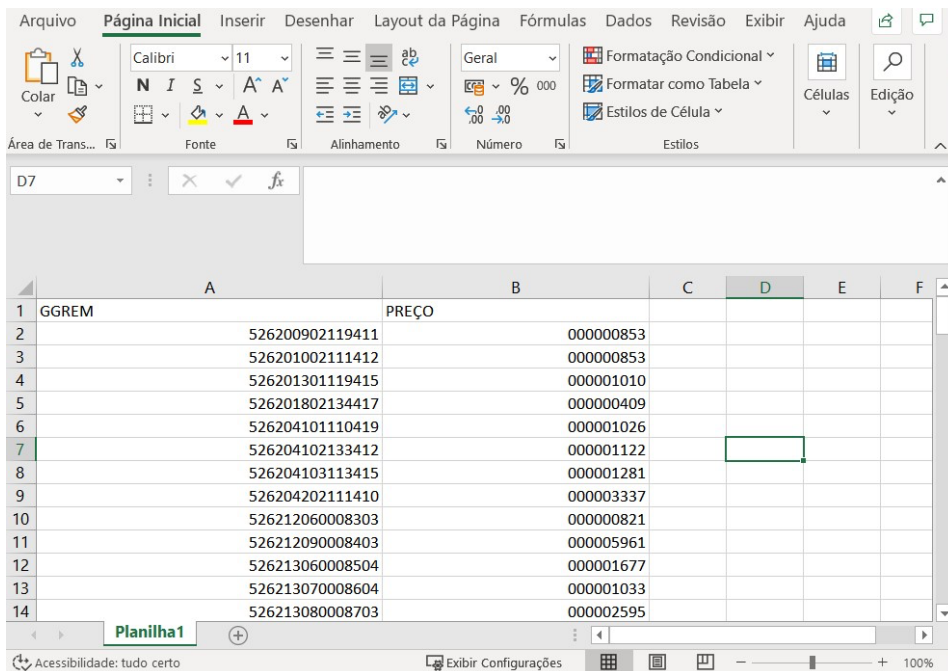 Arquivo Página Inicial Inserir Desenhar Layout da Página Fórmulas Dados Revisão Exibir Ajuda
Colar
Calibri 11
N I S A A
ab
Geral
% 000
,00 ,00
Formatação Condicional
Formatar como Tabela
Estilos de Célula
Células
Edição
Área de Trans... Fonte Alinhamento Número Estilos
D7 fx
A B C D E F
1 GGREM PREÇO
2 526200902119411 000000853
3 526201002111412 000000853
4 526201301119415 000001010
5 526201802134417 000000409
6 526204101110419 000001026
7 526204102133412 000001122
8 526204103113415 000001281
9 526204202111410 000003337
10 526212060008303 000000821
11 526212090008403 000005961
12 526213060008504 000001677
13 526213070008604 000001033
14 526213080008703 000002595
Planilha1
Acessibilidade: tudo certo Exibir Configurações 100%